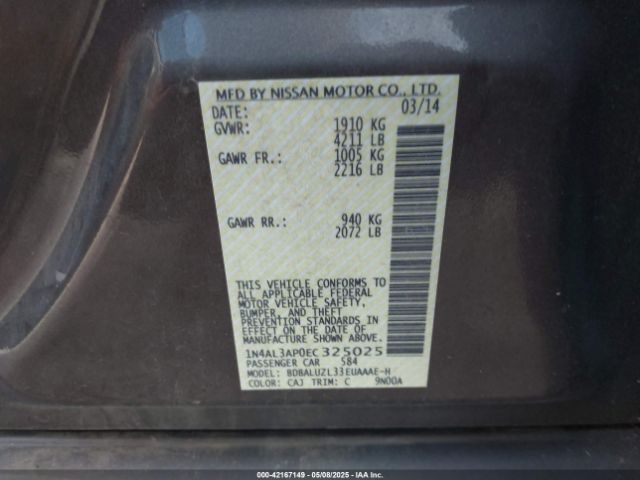 MFD BY NISSAN MOTOR CO., LTD.
DATE: 03/14
GVWR: 1910 KG
4211 LB
GAWR FR.: 1005 KG
2216 LB
GAWR RR.: 940 KG
2072 LB
THIS VEHICLE CONFORMS TO
ALL APPLICABLE FEDERAL
MOTOR VEHICLE SAFETY,
BUMPER, AND THEFT
PREVENTION STANDARDS IN
EFFECT ON THE DATE OF
MANUFACTURE SHOWN ABOVE.
1N4AL3AP0EC325025
PASSENGER CAR 584
MODEL: BDBALUZL33EUAAAE-H
COLOR: CAJ TRIM: C 9N00A
000-42167149 - 05/08/2025 - IAAI Inc.